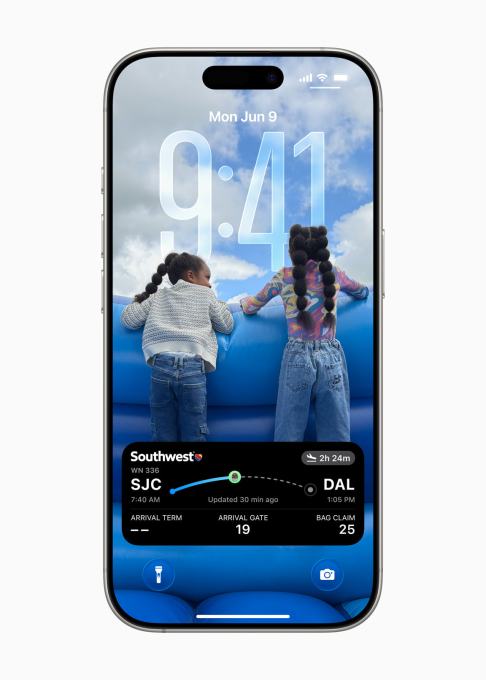 Mon Jun 9
9:41
Southwest
2h 24m
WN 336
SJC
DAL
7:40 AM
Updated 30 min ago
1:05 PM
ARRIVAL TERM
ARRIVAL GATE
BAG CLAIM
––
19
25